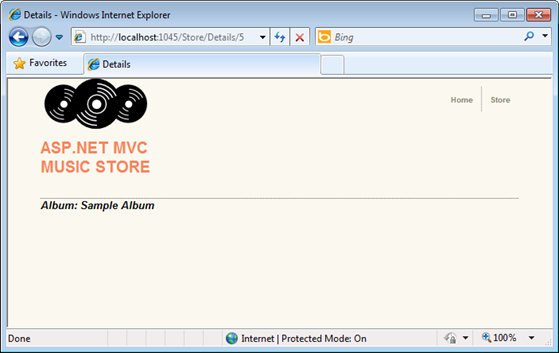 Details - Windows Internet Explorer
http://localhost:1045/Store/Details/5
Bing
Favorites
Details
Home
Store
ASP.NET MVC
MUSIC STORE
Album: Sample Album
Done
Internet | Protected Mode: On
100%